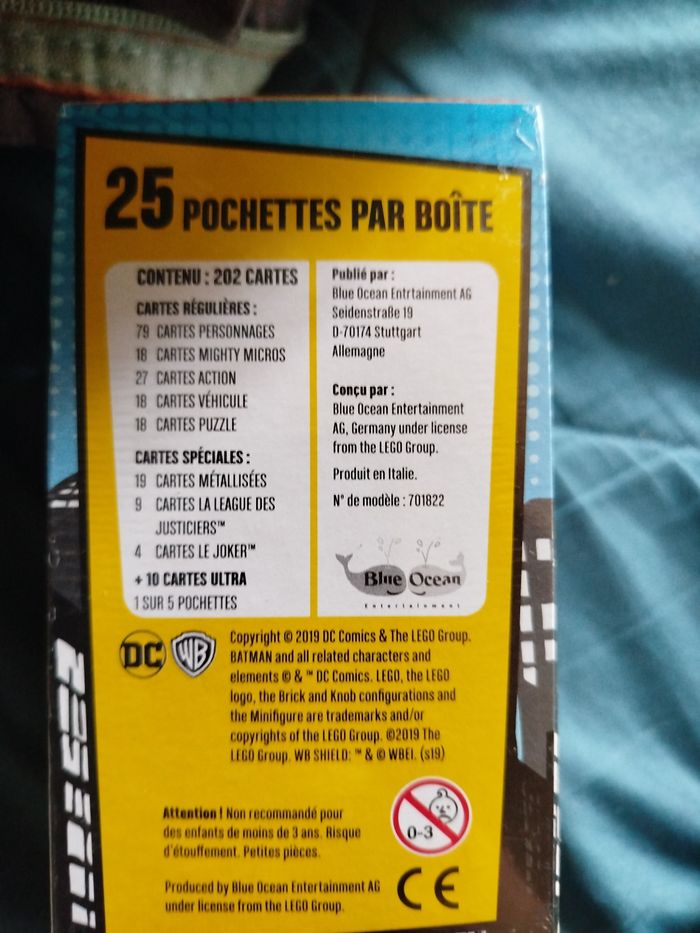 25 POCHETTES PAR BOÎTE
CONTENU : 202 CARTES
CARTES RÉGULIÈRES :
79 CARTES PERSONNAGES
18 CARTES MIGHTY MICROS
27 CARTES ACTION
18 CARTES VÉHICULE
18 CARTES PUZZLE
CARTES SPÉCIALES :
19 CARTES MÉTALLISÉES
9 CARTES LA LEAGUE DES
JUSTICIERS™
4 CARTES LE JOKER™
+ 10 CARTES ULTRA
1 SUR 5 POCHETTES
Publié par :
Blue Ocean Entrtainment AG
Seidenstraße 19
D-70174 Stuttgart
Allemagne
Conçu par :
Blue Ocean Entertainment
AG, Germany under license
from the LEGO Group.
Produit en Italie.
N° de modèle : 701822
Blue Ocean
Entertainment
DC
WB
Copyright © 2019 DC Comics & The LEGO Group.
BATMAN and all related characters and
elements © & ™ DC Comics. LEGO, the LEGO
logo, the Brick and Knob configurations and
the Minifigure are trademarks and/or
copyrights of the LEGO Group. ©2019 The
LEGO Group. WB SHIELD: ™ & © WBEI. (s19)
Attention ! Non recommandé pour
des enfants de moins de 3 ans. Risque
d'étouffement. Petites pièces.
0-3
Produced by Blue Ocean Entertainment AG
under license from the LEGO Group.
CE